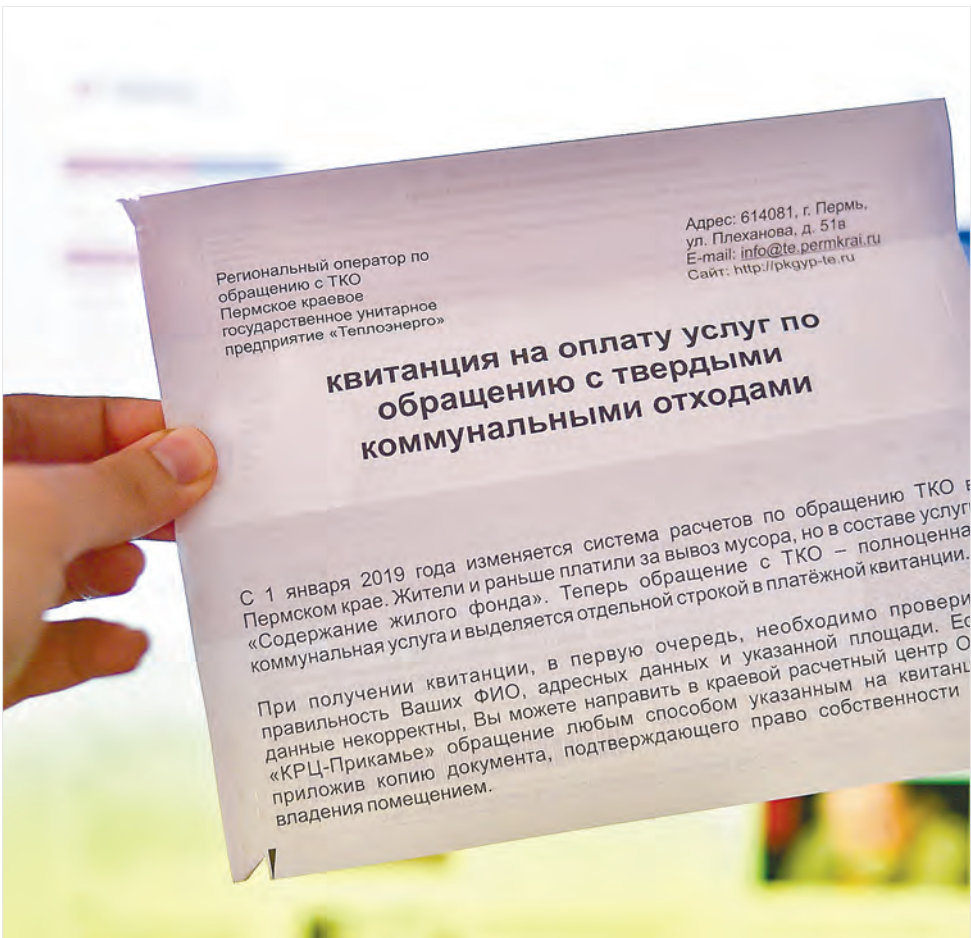 Региональный оператор по
обращению с ТКО
Пермское краевое
государственное унитарное
предприятие «Теплоэнерго»
Адрес: 614081, г. Пермь,
ул. Плеханова, д. 51в
E-mail: info@te.permkrai.ru
Сайт: http://pkgyp-te.ru
квитанция на оплату услуг по
обращению с твердыми
коммунальными отходами
С 1 января 2019 года изменяется система расчетов по обращению ТКО в
Пермском крае. Жители и раньше платили за вывоз мусора, но в составе
«Содержание жилого фонда». Теперь обращение с ТКО – полноценна
коммунальная услуга и выделяется отдельной строкой в платёжной квитанции.
При получении квитанции, в первую очередь, необходимо провери
правильность Ваших ФИО, адресных данных и указанной площади.
данные некорректны, Вы можете направить в краевой расчетный центр
«КРЦ-Прикамье» обращение любым способом указанным на
приложив копию документа, подтверждающего право собственности
владения помещением.